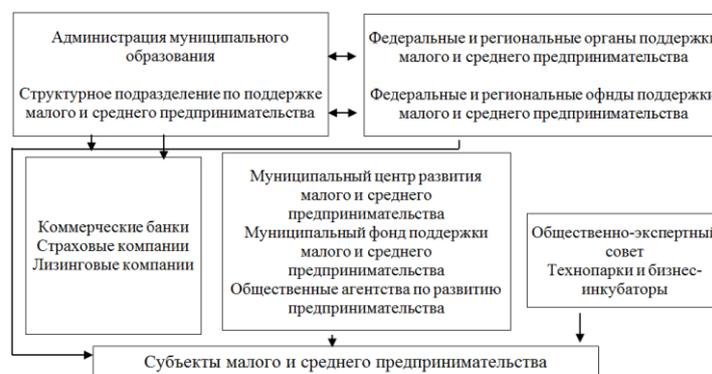 Администрация муниципального
образования
Структурное подразделение по поддержке
малого и среднего предпринимательства
Федеральные и региональные органы поддержки
малого и среднего предпринимательства
Федеральные и региональные офнды поддержки
малого и среднего предпринимательства
Коммерческие банки
Страховые компании
Лизинговые компании
Муниципальный центр развития
малого и среднего
предпринимательства
Муниципальный фонд поддержки
малого и среднего
предпринимательства
Общественные агентства по развитию
предпринимательства
Общественно-экспертный
совет
Технопарки и бизнес-
инкубаторы
Субъекты малого и среднего предпринимательства